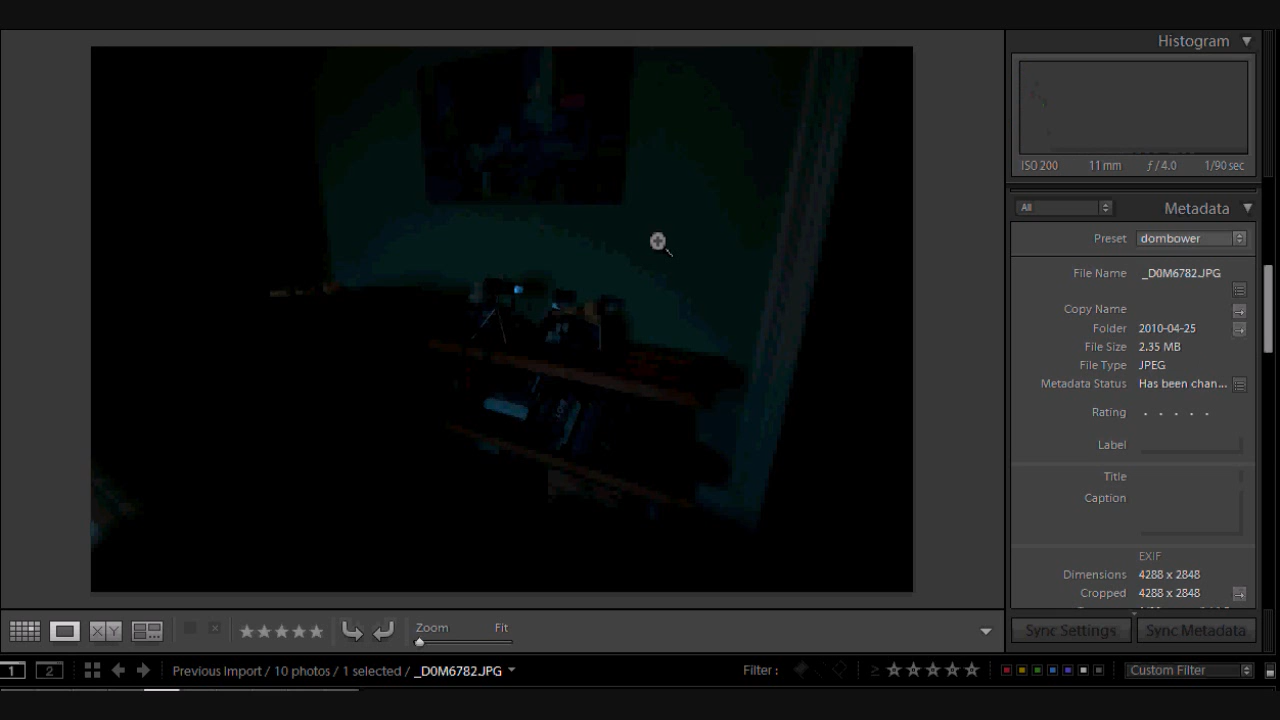 Histogram
ISO 200 11 mm ƒ / 4.0 1/90 sec
All Metadata
Preset dombower
File Name _D0M6782.JPG
Copy Name
Folder 2010-04-25
File Size 2.35 MB
File Type JPEG
Metadata Status Has been chan...
Rating
Label
Title
Caption
EXIF
Dimensions 4288 x 2848
Cropped 4288 x 2848
Sync Settings Sync Metadata
X Y Zoom Fit
1 2 Previous Import / 10 photos / 1 selected / _D0M6782.JPG Filter : ≥ Custom Filter